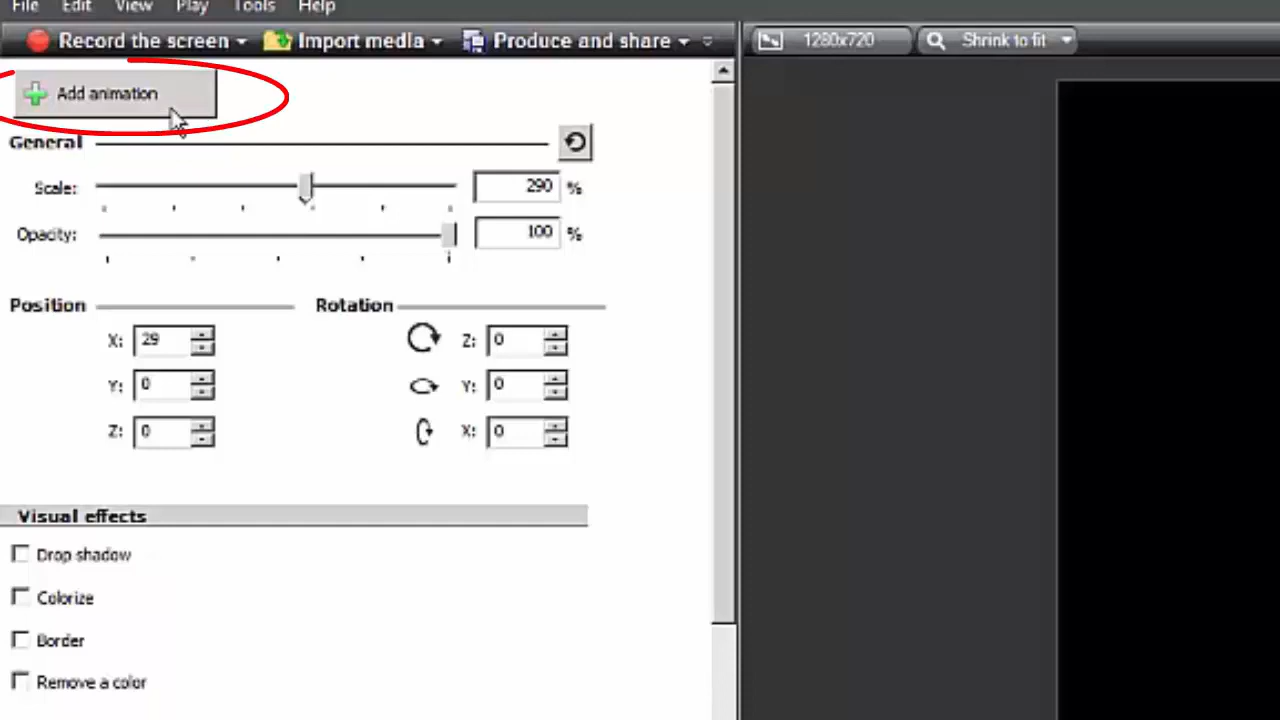 File Edit View Play Tools Help
Record the screen Import media Produce and share 1280x720 Shrink to fit
Add animation
General
Scale: 290 %
Opacity: 100 %
Position Rotation
X: 29 Z: 0
Y: 0 Y: 0
Z: 0 X: 0
Visual effects
Drop shadow
Colorize
Border
Remove a color